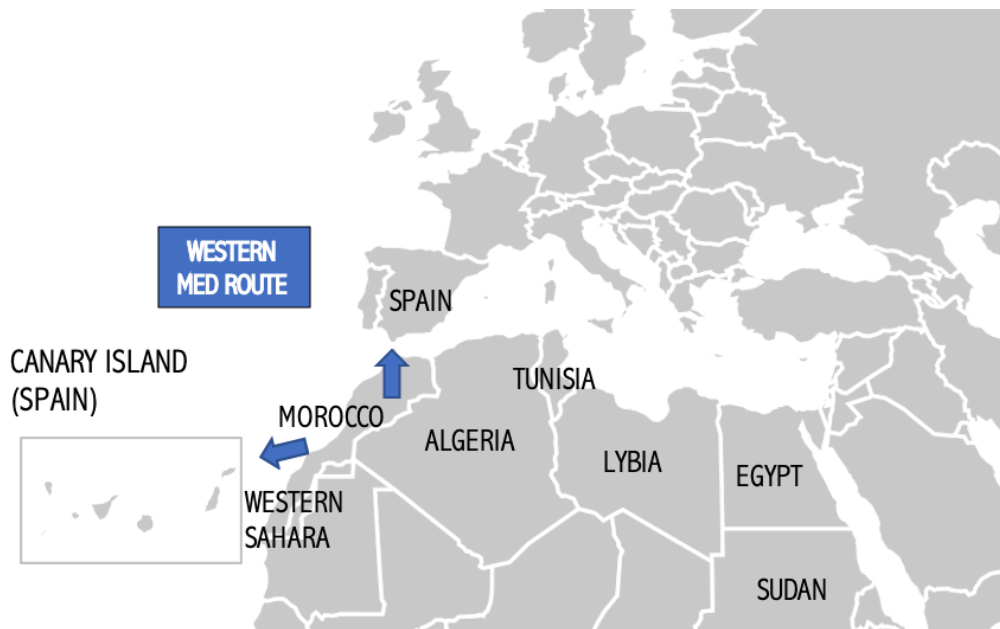 WESTERN
MED ROUTE
SPAIN
CANARY ISLAND
(SPAIN)
TUNISIA
MOROCCO
ALGERIA
LYBIA
EGYPT
WESTERN
SAHARA
SUDAN